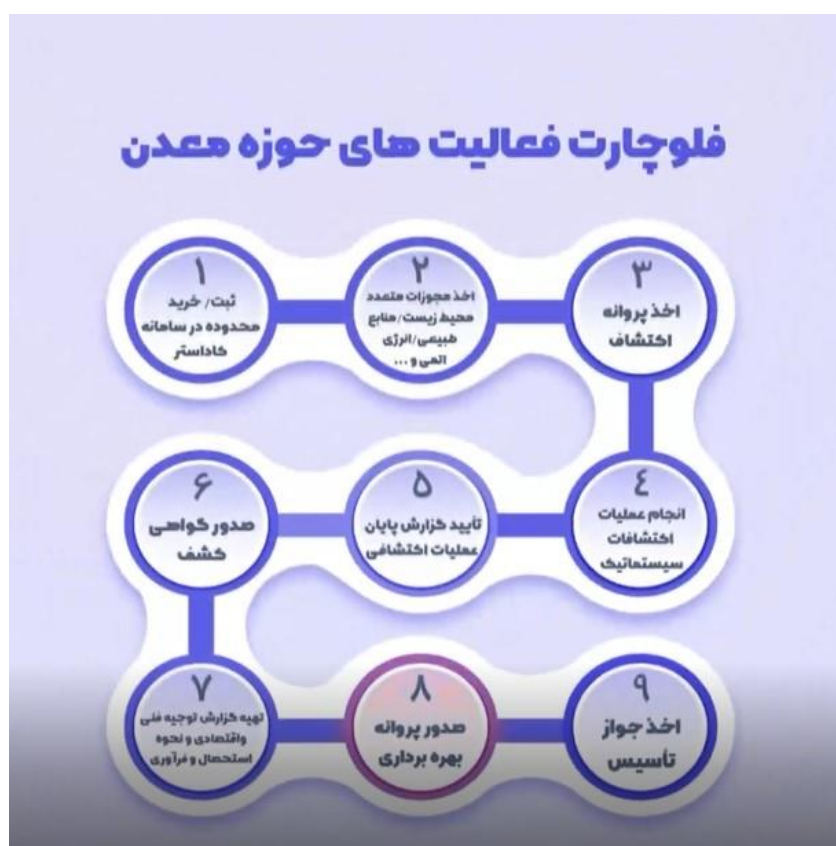 فلوچارت فعالیت های حوزه معدن
۱
ثبت/ خرید
محدوده در سامانه
کاداستر
۲
اخذ مجوزات متعدد
محیط زیست/منابع
طبیعی/انرژی
اتمی و ...
۳
اخذ پروانه
اکتشاف
۴
انجام عملیات
اکتشافات
سیستماتیک
۵
تأیید گزارش پایان
عملیات اکتشافی
۶
صدور گواهی
کشف
۷
تهیه گزارش توجیه فنی
واقتصادی و نحوه
استحصال و فرآوری
۸
صدور پروانه
بهره برداری
۹
اخذ جواز
تأسیس